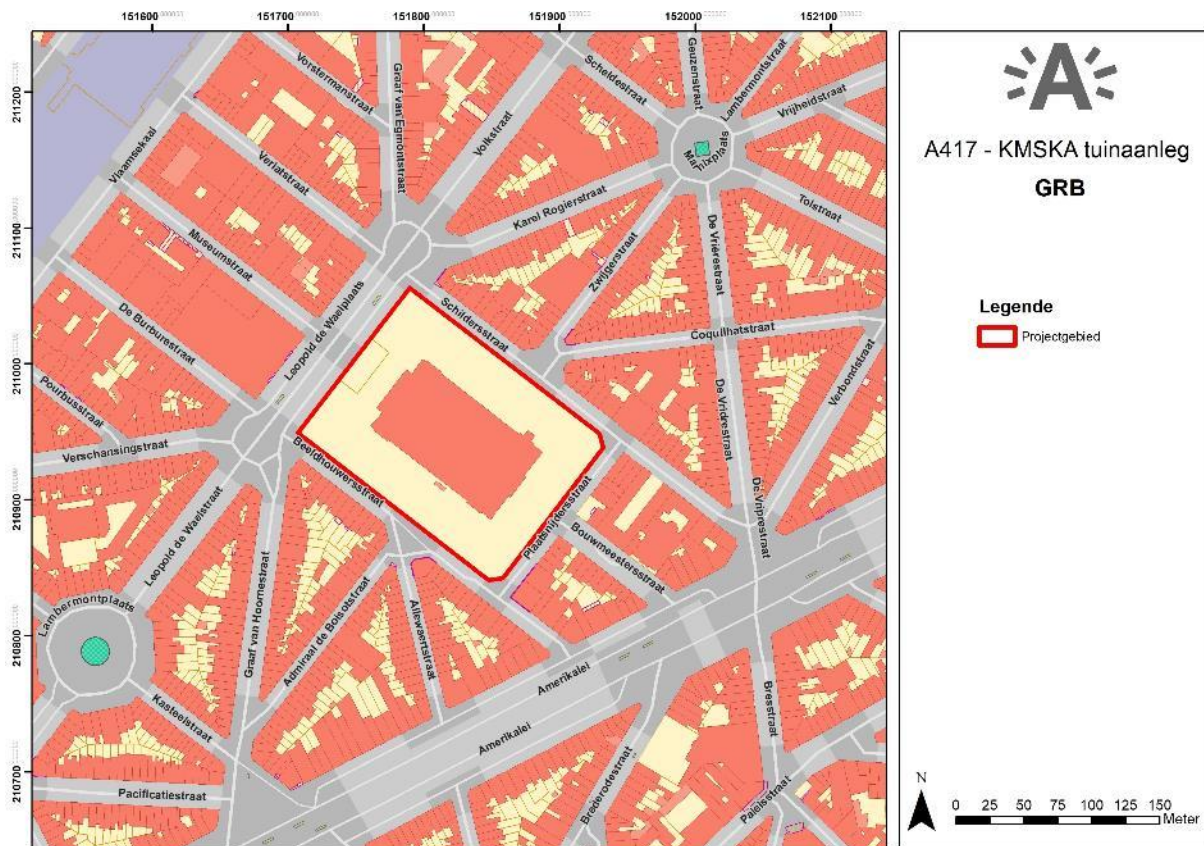 151600
151700
151800
151900
152000
152100
211200
211100
211000
210900
210800
210700
Vorstermanstraat
Graaf van Egmontstraat
Volkstraat
Scheldestraat
Geuzenstraat
Lambermontstraat
Vrijheidstraat
Vlaamsekaai
Verlatstraat
Marnixplaats
Museumstraat
Karel Rogierstraat
Tolstraat
De Burburestraat
Leopold de Waelplaats
Schildersstraat
Zwijgerstraat
De Vrièrestraat
Coquilhatstraat
Pourbusstraat
Verbondstraat
De Vrièrestraat
Verschansingstraat
Beeldhouwersstraat
Leopold de Waelstraat
Plaatsnijdersstraat
De Vrièrestraat
Bouwmeestersstraat
Lambermontplaats
Graaf van Hoornestraat
Admiraal de Boisotstraat
Allewaertstraat
Amerikalei
Kasteelstraat
Amerikalei
Bresstraat
Pacificatiestraat
Brederodestraat
Paleisstraat
A
A417 - KMSKA tuinaanleg
GRB
Legende
Projectgebied
N
0 25 50 75 100 125 150
Meter